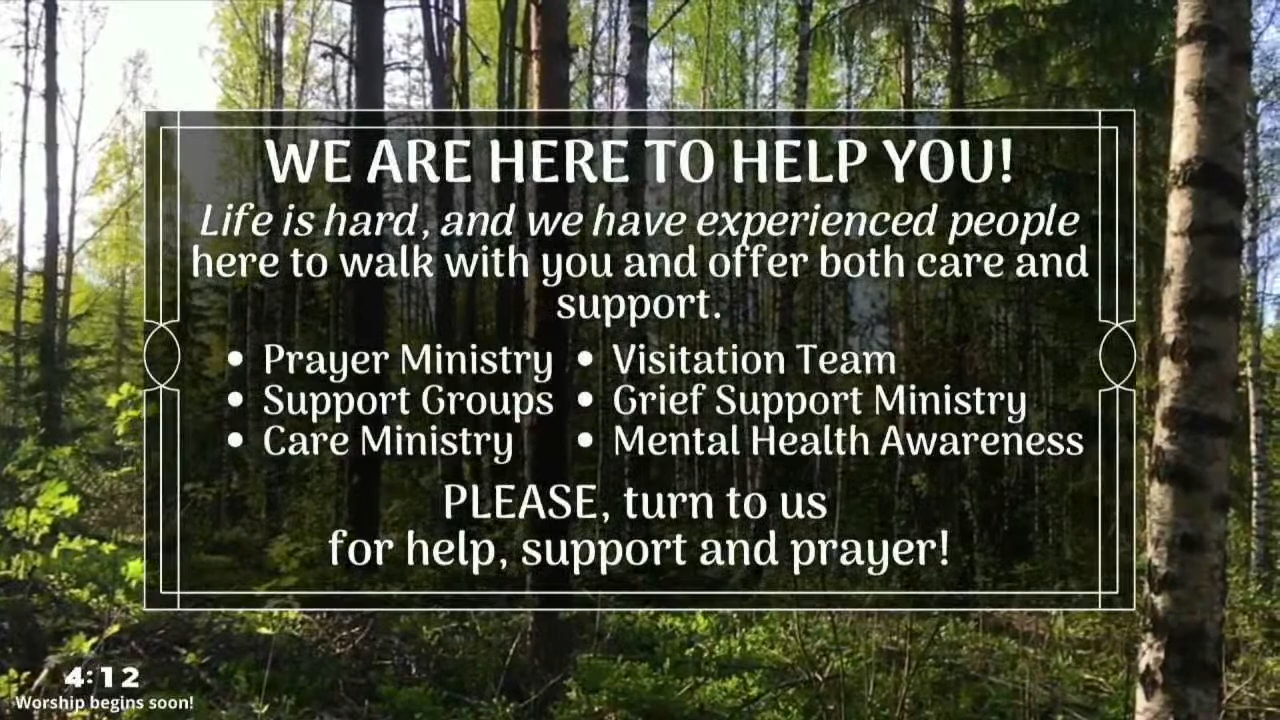 WE ARE HERE TO HELP YOU!
Life is hard, and we have experienced people
here to walk with you and offer both care and
support.
• Prayer Ministry • Visitation Team
• Support Groups • Grief Support Ministry
• Care Ministry • Mental Health Awareness
PLEASE, turn to us
for help, support and prayer!
4:12
Worship begins soon!